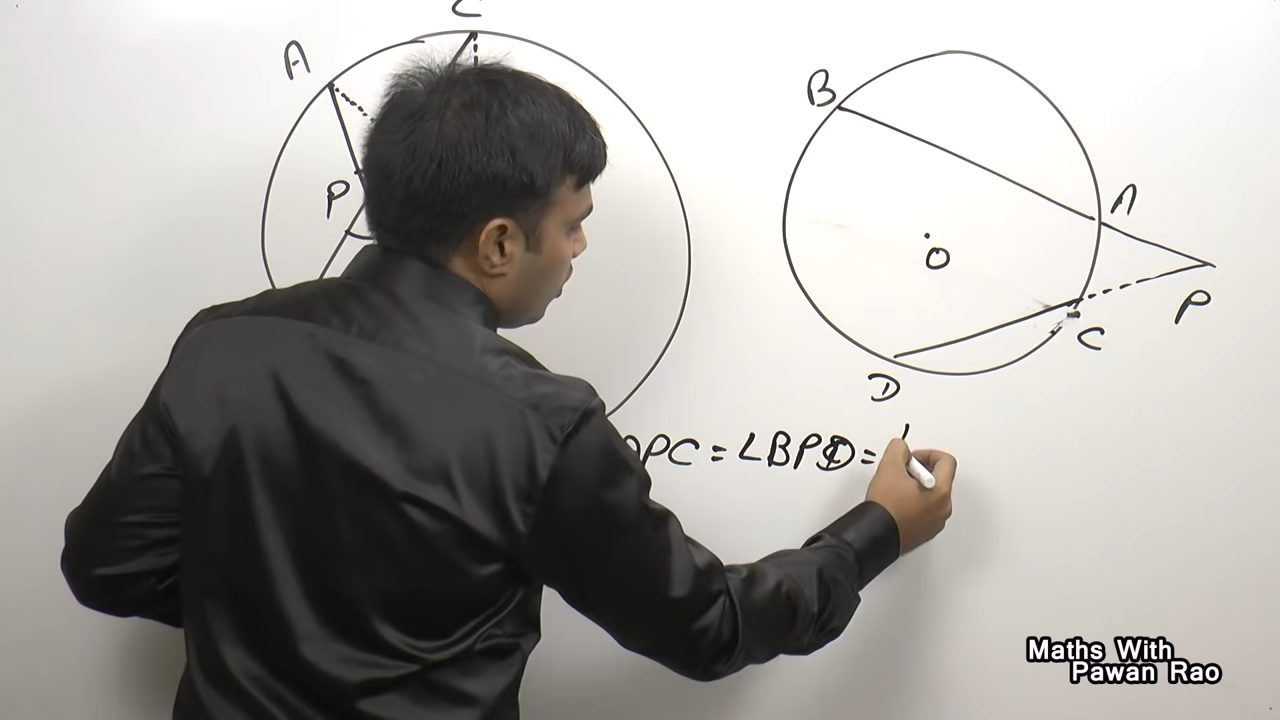 C
A
P
B
A
O
P
C
D
PC = ∠BPD =
Maths With
Pawan Rao